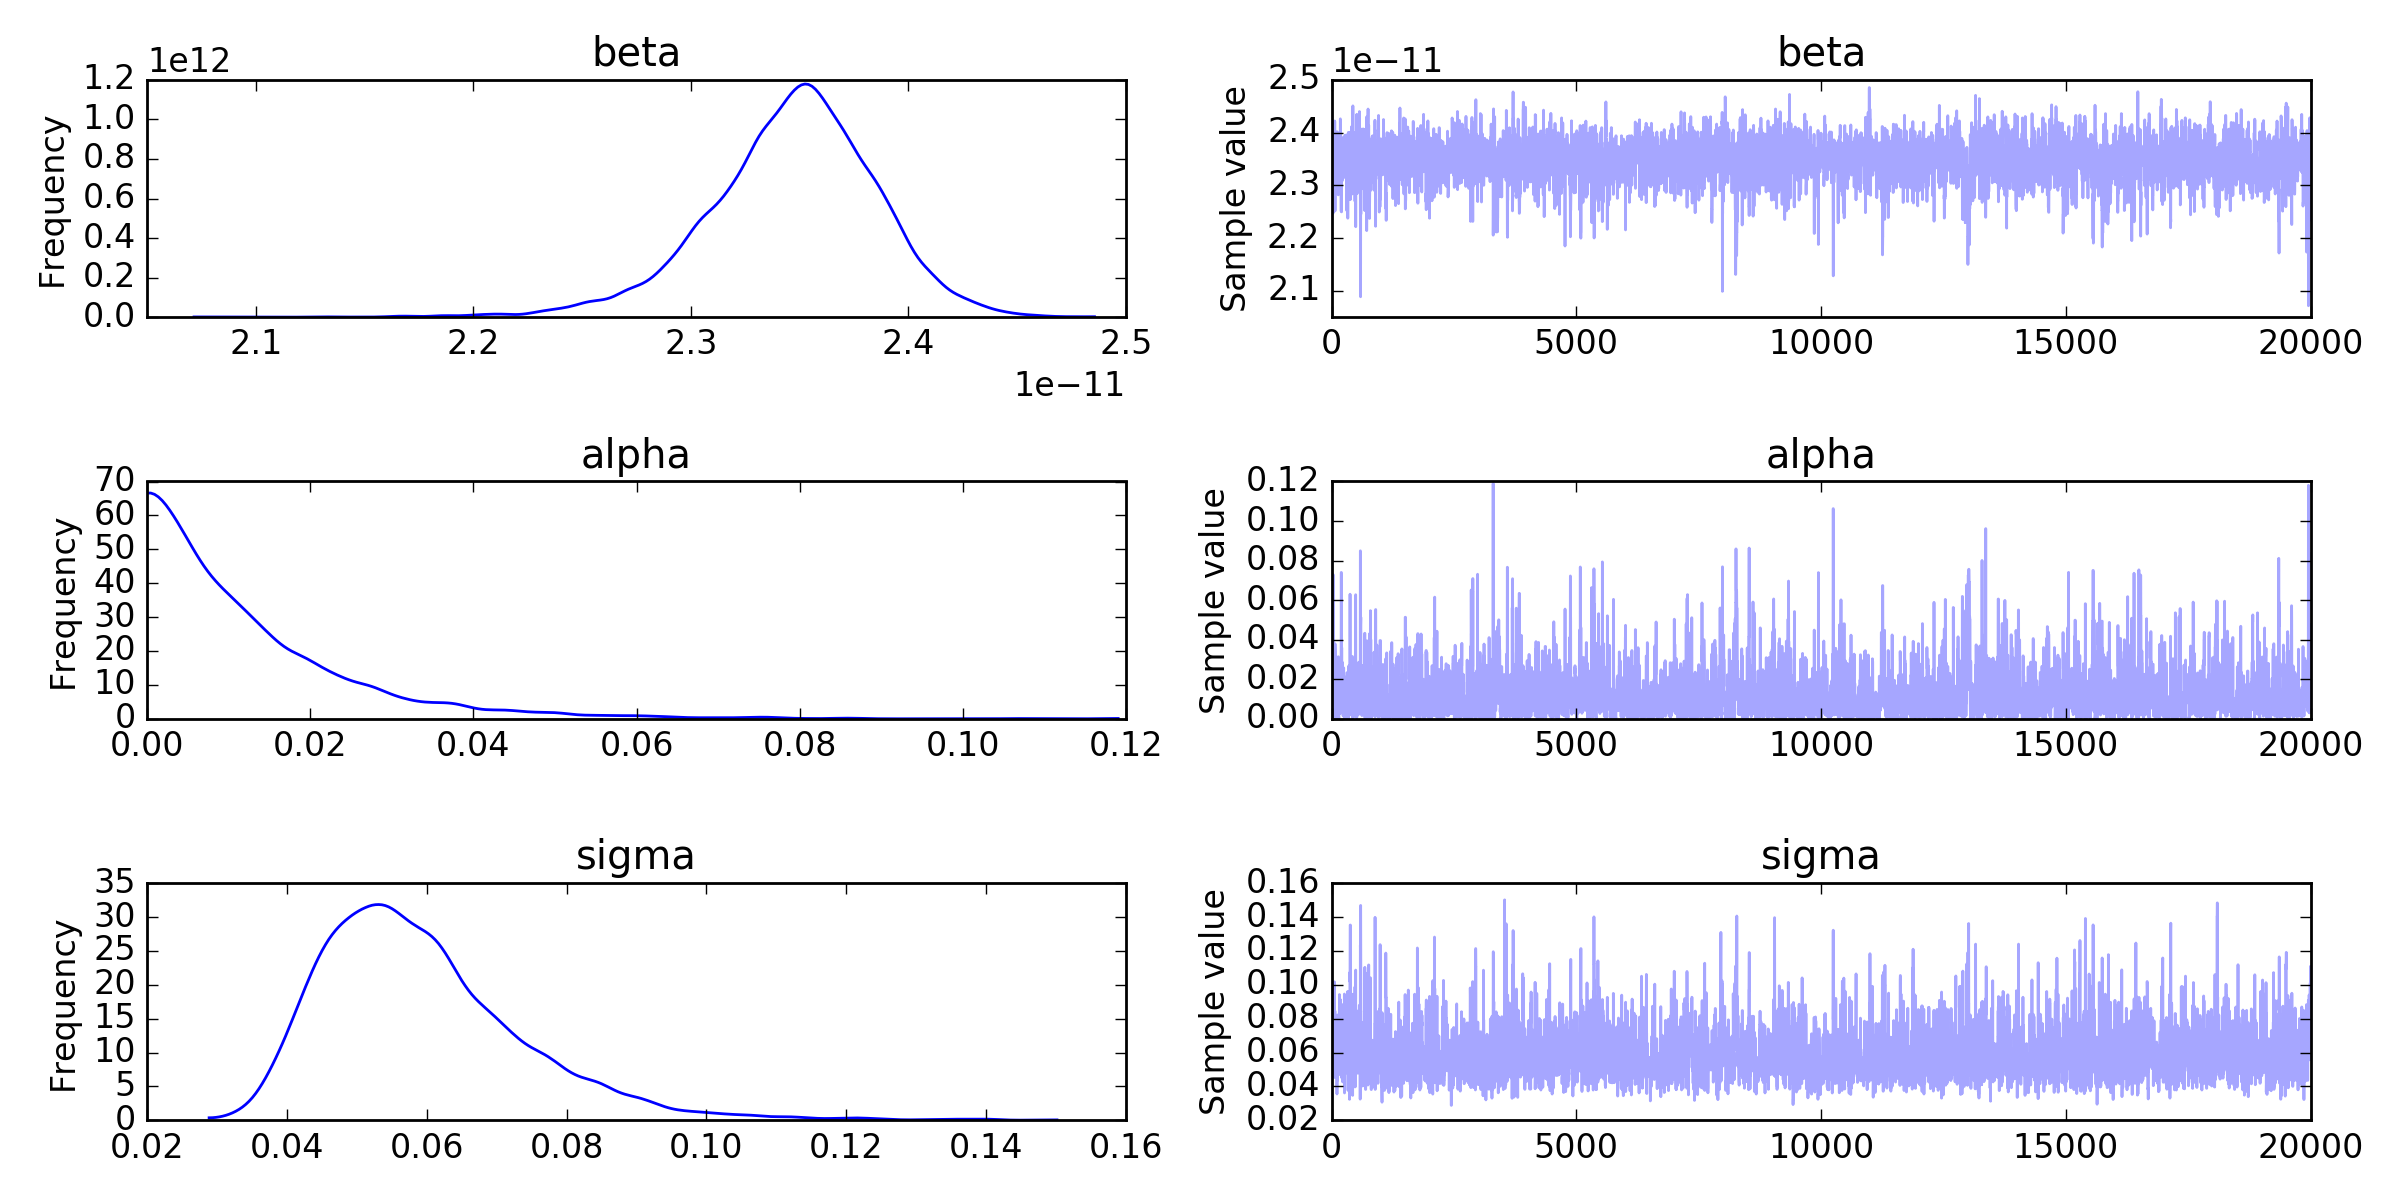 beta
1e12
1.2
1.0
0.8
0.6
0.4
0.2
0.0
Frequency
2.1 2.2 2.3 2.4 2.5
1e−11
beta
1e−11
2.5
2.4
2.3
2.2
2.1
Sample value
0 5000 10000 15000 20000
alpha
70
60
50
40
30
20
10
0
Frequency
0.00 0.02 0.04 0.06 0.08 0.10 0.12
alpha
0.12
0.10
0.08
0.06
0.04
0.02
0.00
Sample value
0 5000 10000 15000 20000
sigma
35
30
25
20
15
10
5
0
Frequency
0.02 0.04 0.06 0.08 0.10 0.12 0.14 0.16
sigma
0.16
0.14
0.12
0.10
0.08
0.06
0.04
0.02
Sample value
0 5000 10000 15000 20000